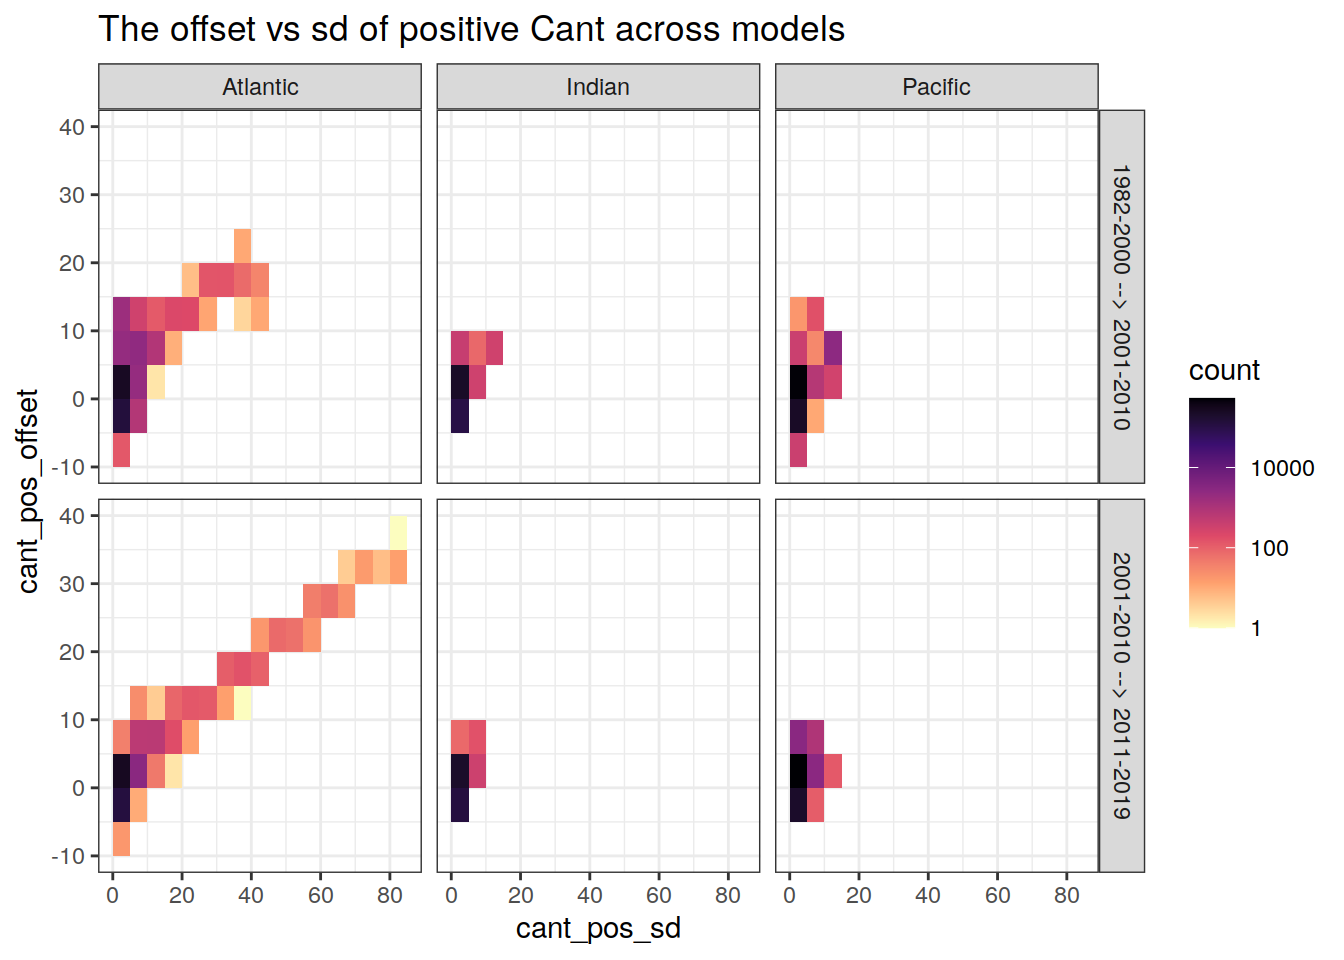 The offset vs sd of positive Cant across models
Atlantic
Indian
Pacific
40
30
20
10
0
-10
1982-2000 --> 2001-2010
40
30
20
10
0
-10
2001-2010 --> 2011-2019
0 20 40 60 80
0 20 40 60 80
0 20 40 60 80
cant_pos_sd
cant_pos_offset
count
10000
100
1